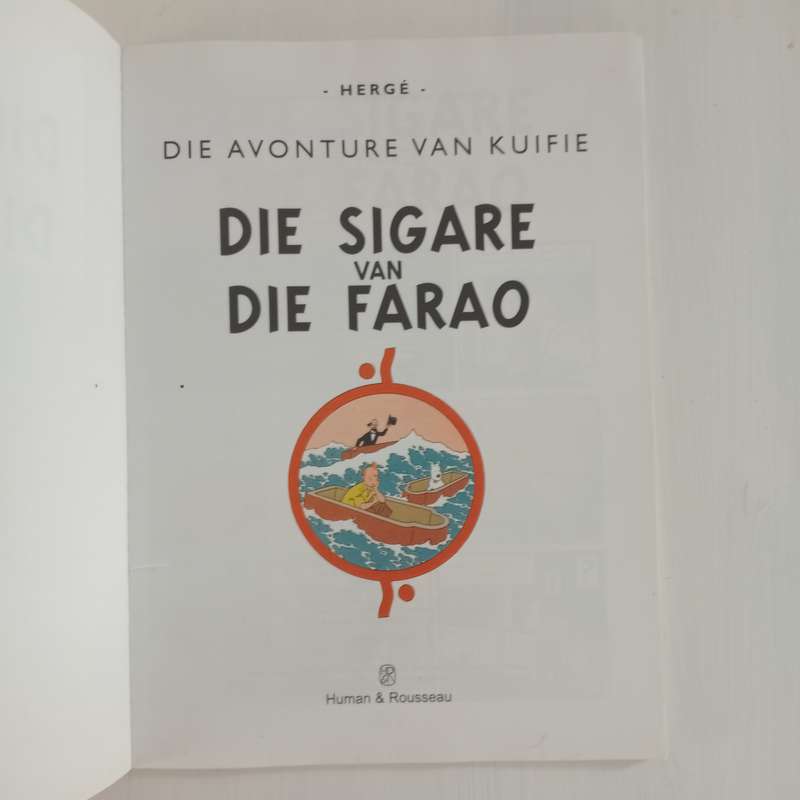 - HERGÉ -
DIE AVONTURE VAN KUIFIE
DIE SIGARE
VAN
DIE FARAO
Human & Rousseau